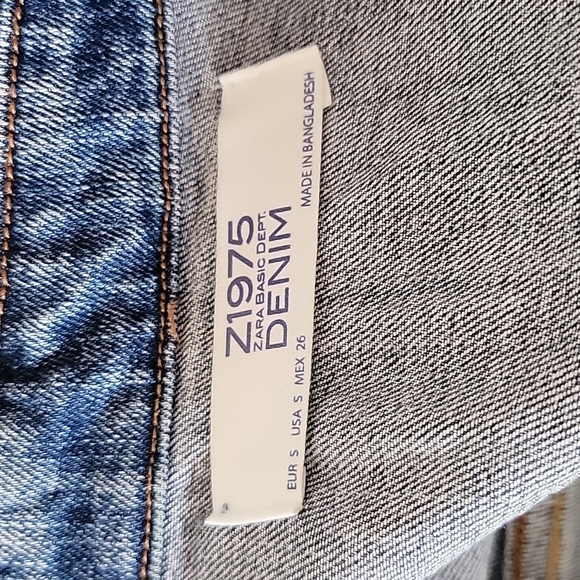 Z1975
ZARA BASIC DEPT.
DENIM
EUR S USA S MEX 26 MADE IN BANGLADESH